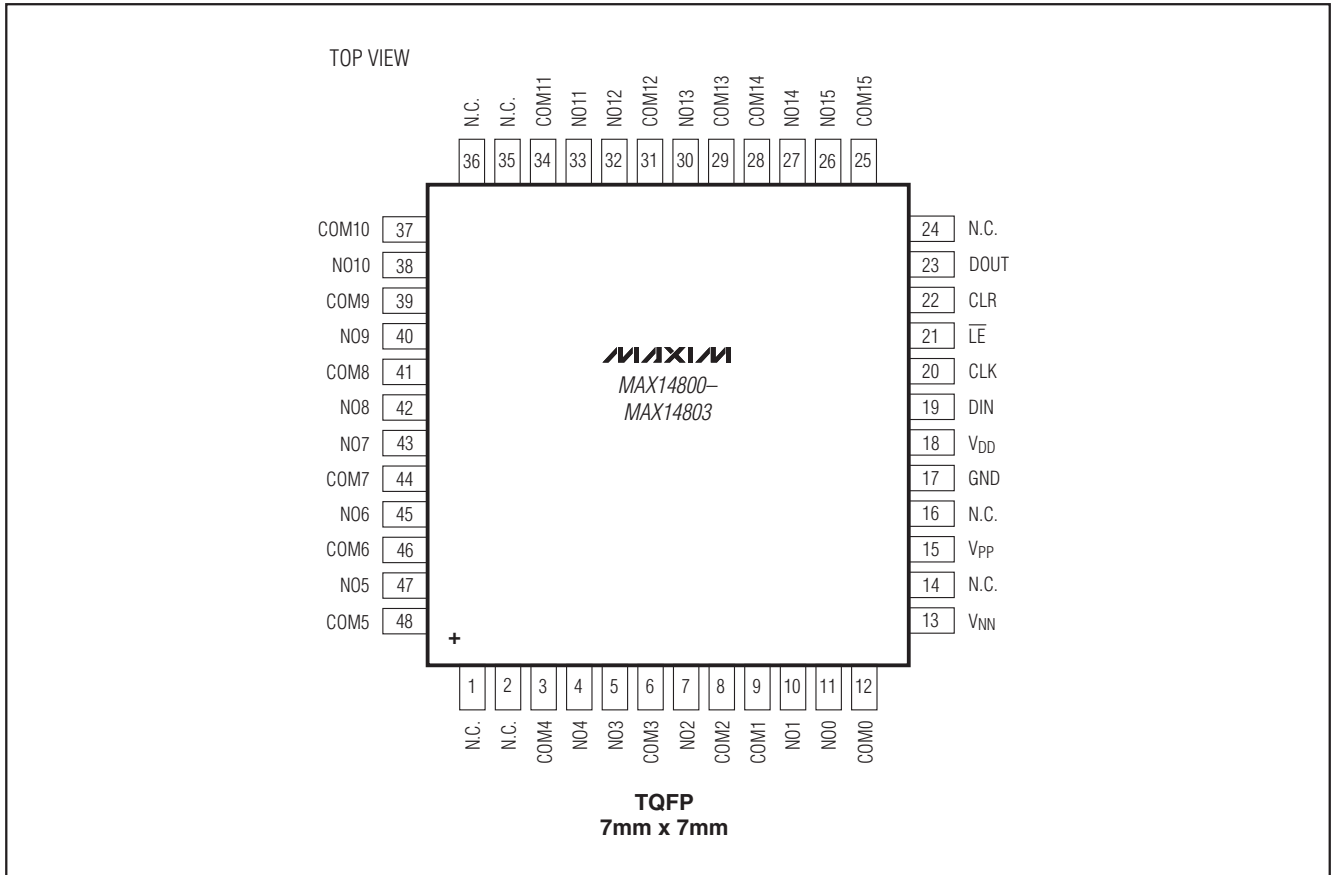 TOP VIEW
N.C. N.C. COM11 NO11 NO12 COM12 NO13 COM13 COM14 NO14 NO15 COM15
36 35 34 33 32 31 30 29 28 27 26 25
COM10 37 24 N.C.
NO10 38 23 DOUT
COM9 39 22 CLR
NO9 40 21 L̅E̅
COM8 41 20 CLK
NO8 42 19 DIN
NO7 43 18 VDD
COM7 44 17 GND
NO6 45 16 N.C.
COM6 46 15 VPP
NO5 47 14 N.C.
COM5 48 13 VNN
MAXIM
MAX14800–
MAX14803
+
1 2 3 4 5 6 7 8 9 10 11 12
N.C. N.C. COM4 NO4 NO3 COM3 NO2 COM2 COM1 NO1 NO0 COM0
TQFP
7mm x 7mm